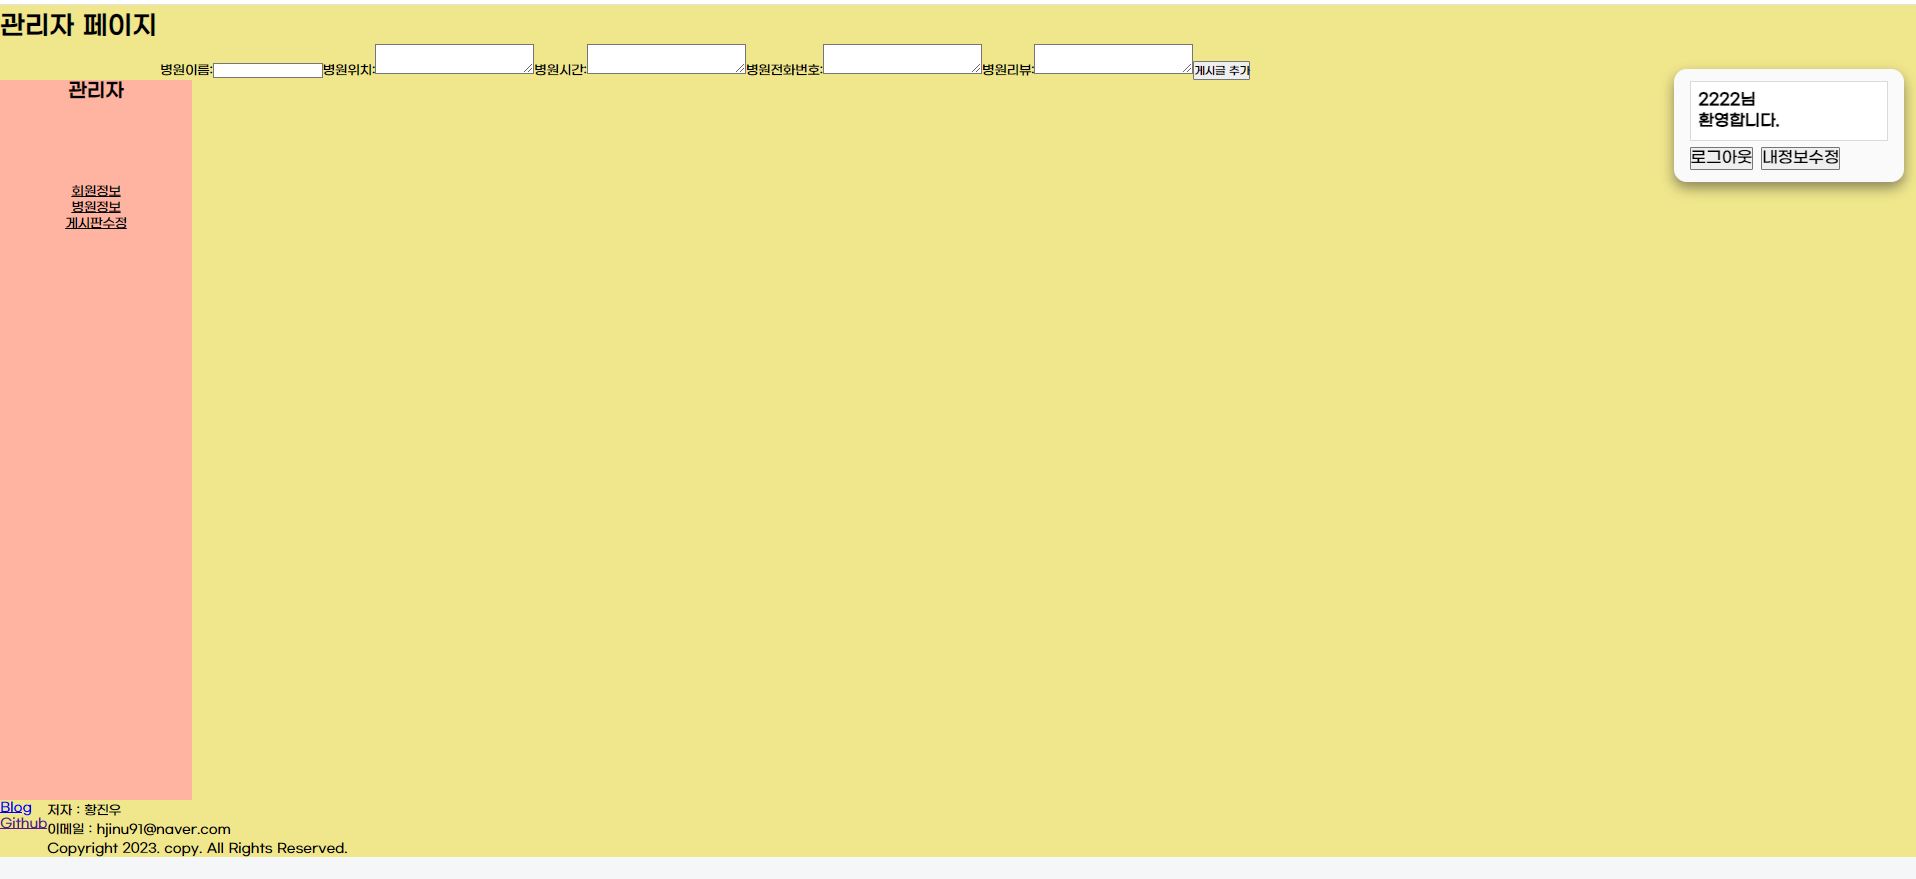 관리자 페이지
병원이름: 병원위치: 병원시간: 병원전화번호: 병원리뷰: 게시글 추가
관리자
2222님
환영합니다.
로그아웃 내정보수정
회원정보
병원정보
게시판수정
Blog
Github
저자 : 황진우
이메일 : hjinu91@naver.com
Copyright 2023. copy. All Rights Reserved.